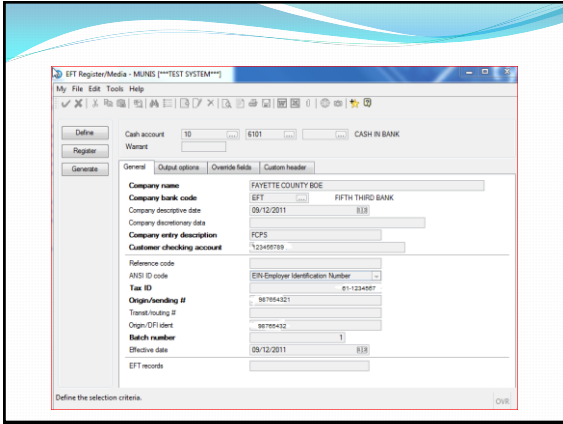 EFT Register/Media - MUNIS [***TEST SYSTEM***]
My File Edit Tools Help
Define
Register
Generate
Cash account 10 ... 6101 ... ... CASH IN BANK
Warrant
General Output options Override fields Custom header
Company name FAYETTE COUNTY BOE
Company bank code EFT ... FIFTH THIRD BANK
Company descriptive date 09/12/2011
Company discretionary data
Company entry description FCPS
Customer checking account 123456789
Reference code
ANSI ID code EIN-Employer Identification Number
Tax ID 61-1234567
Origin/sending # 987654321
Transit/routing #
Origin/DFI ident 98765432
Batch number 1
Effective date 09/12/2011
EFT records
Define the selection criteria.
OVR